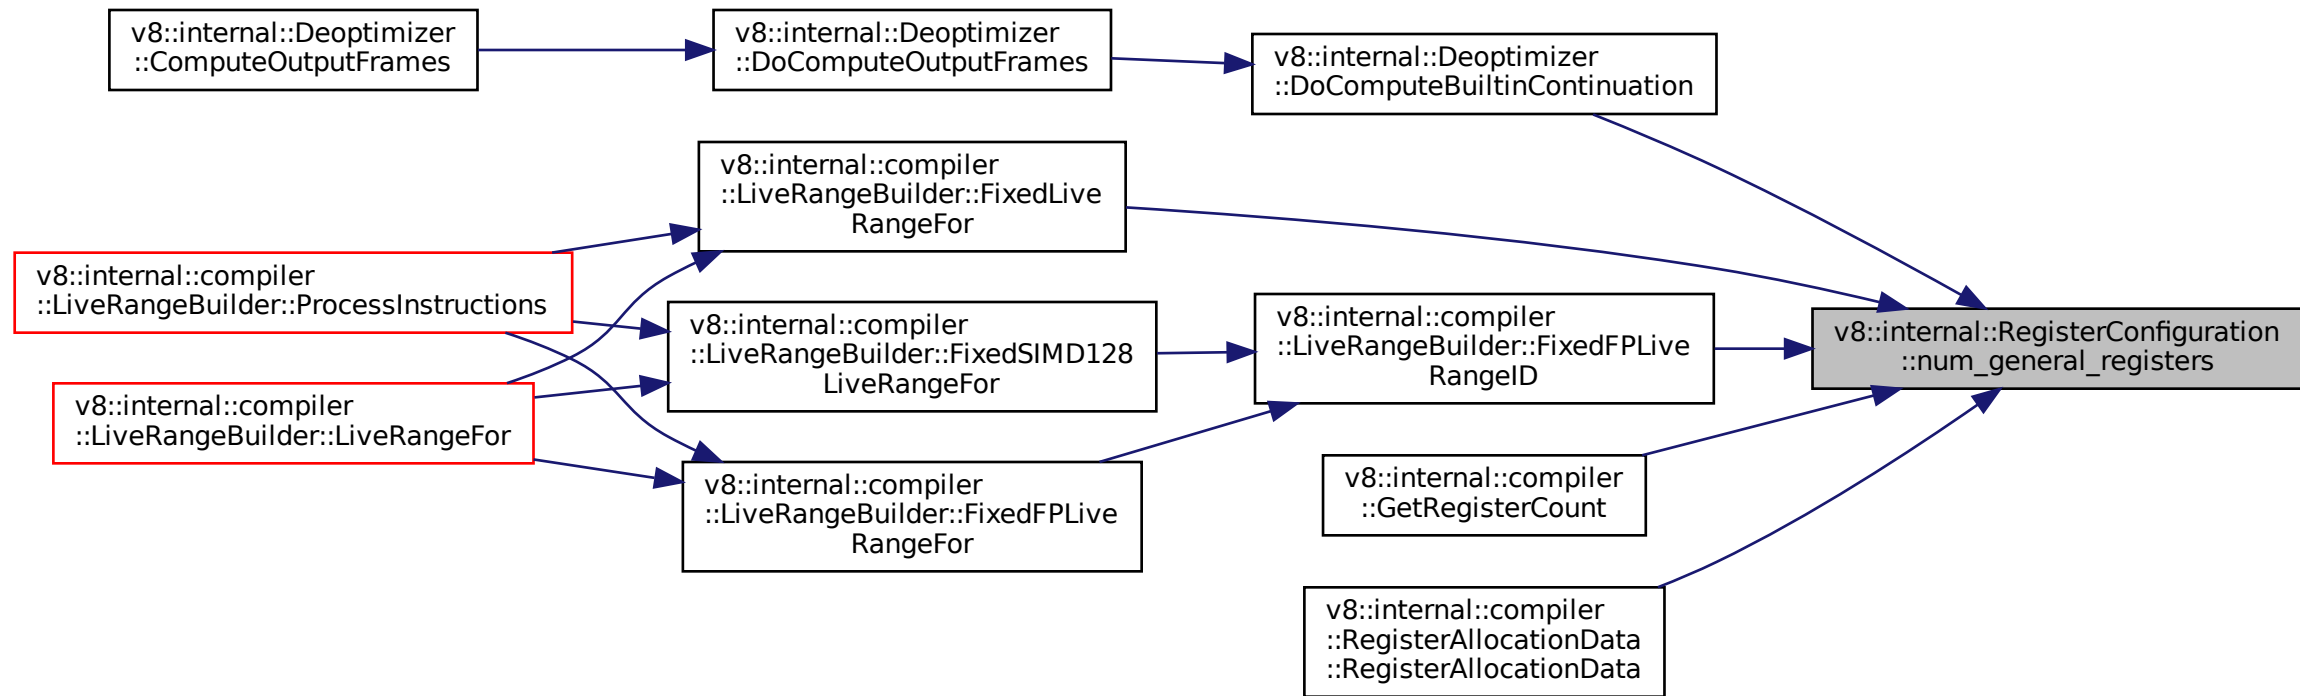 v8::internal::Deoptimizer
::ComputeOutputFrames
v8::internal::Deoptimizer
::DoComputeOutputFrames
v8::internal::Deoptimizer
::DoComputeBuiltinContinuation
v8::internal::compiler
::LiveRangeBuilder::FixedLive
RangeFor
v8::internal::compiler
::LiveRangeBuilder::ProcessInstructions
v8::internal::compiler
::LiveRangeBuilder::FixedSIMD128
LiveRangeFor
v8::internal::compiler
::LiveRangeBuilder::FixedFPLive
RangeID
v8::internal::RegisterConfiguration
::num_general_registers
v8::internal::compiler
::LiveRangeBuilder::LiveRangeFor
v8::internal::compiler
::LiveRangeBuilder::FixedFPLive
RangeFor
v8::internal::compiler
::GetRegisterCount
v8::internal::compiler
::RegisterAllocationData
::RegisterAllocationData